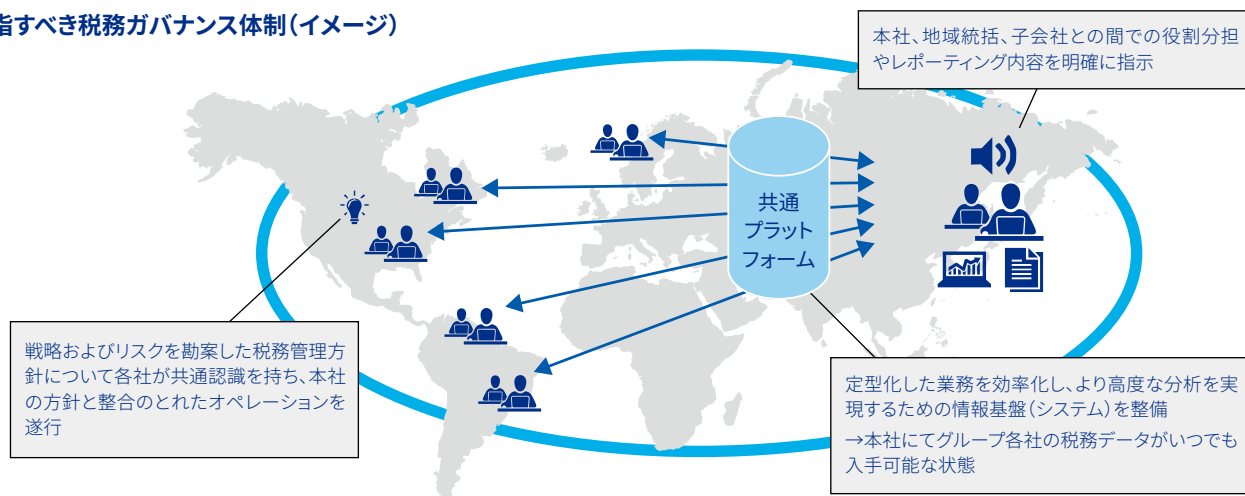 指すべき税務ガバナンス体制（イメージ）
本社、地域統括、子会社との間での役割分担
やレポーティング内容を明確に指示
共通
プラット
フォーム
戦略およびリスクを勘案した税務管理方
針について各社が共通認識を持ち、本社
の方針と整合のとれたオペレーションを
遂行
定型化した業務を効率化し、より高度な分析を実
現するための情報基盤（システム）を整備
→本社にてグループ各社の税務データがいつでも
入手可能な状態